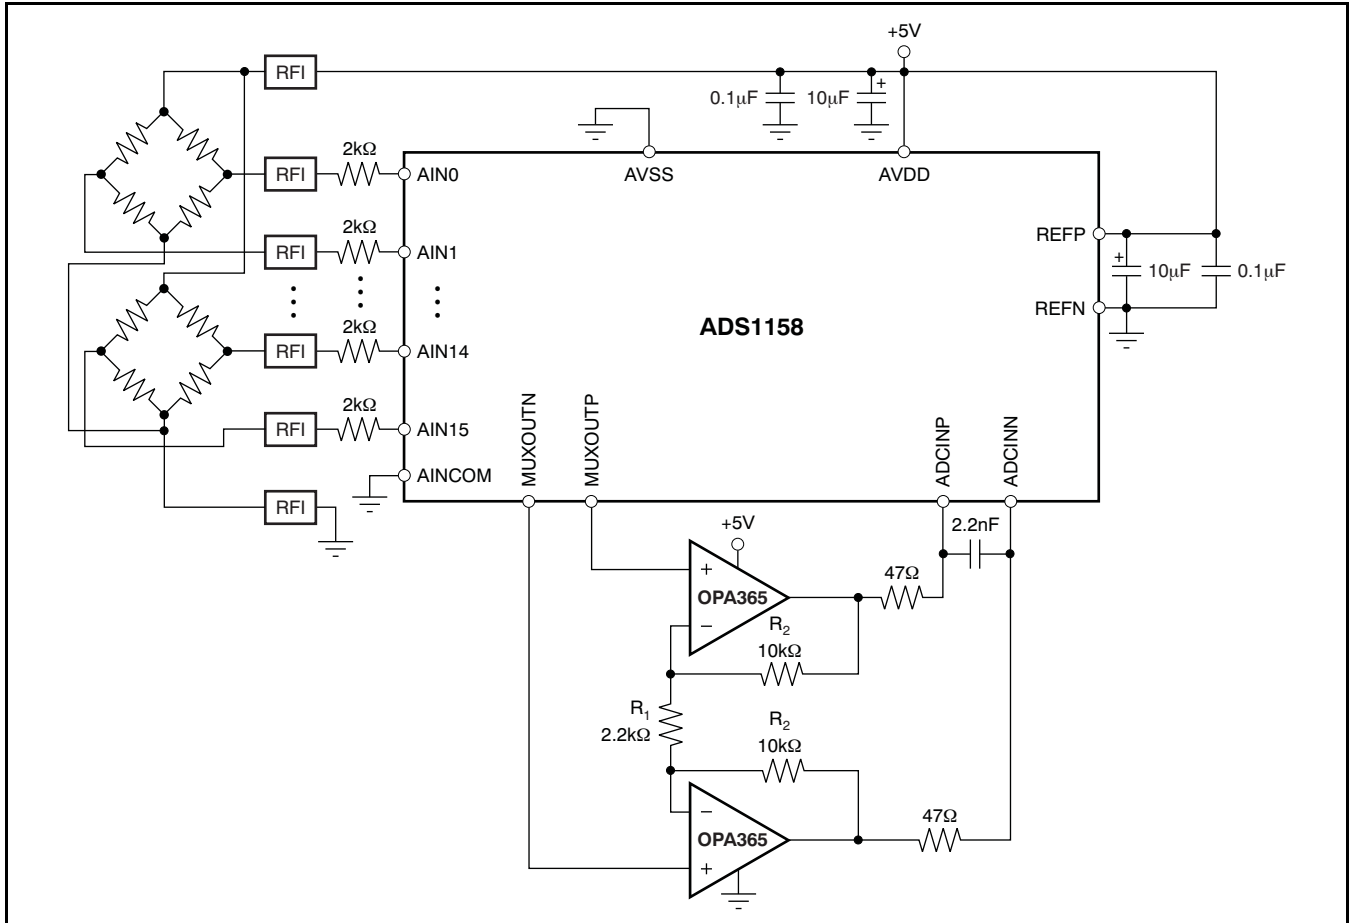 +5V
RFI
0.1μF
10μF
+
2kΩ
RFI
AIN0
AVSS
AVDD
2kΩ
RFI
AIN1
REFP
+
10μF
0.1μF
REFN
ADS1158
2kΩ
RFI
AIN14
2kΩ
RFI
AIN15
AINCOM
MUXOUTN
MUXOUTP
ADCINP
ADCINN
RFI
+5V
2.2nF
+
OPA365
−
47Ω
R2
10kΩ
R1
2.2kΩ
R2
10kΩ
−
OPA365
+
47Ω